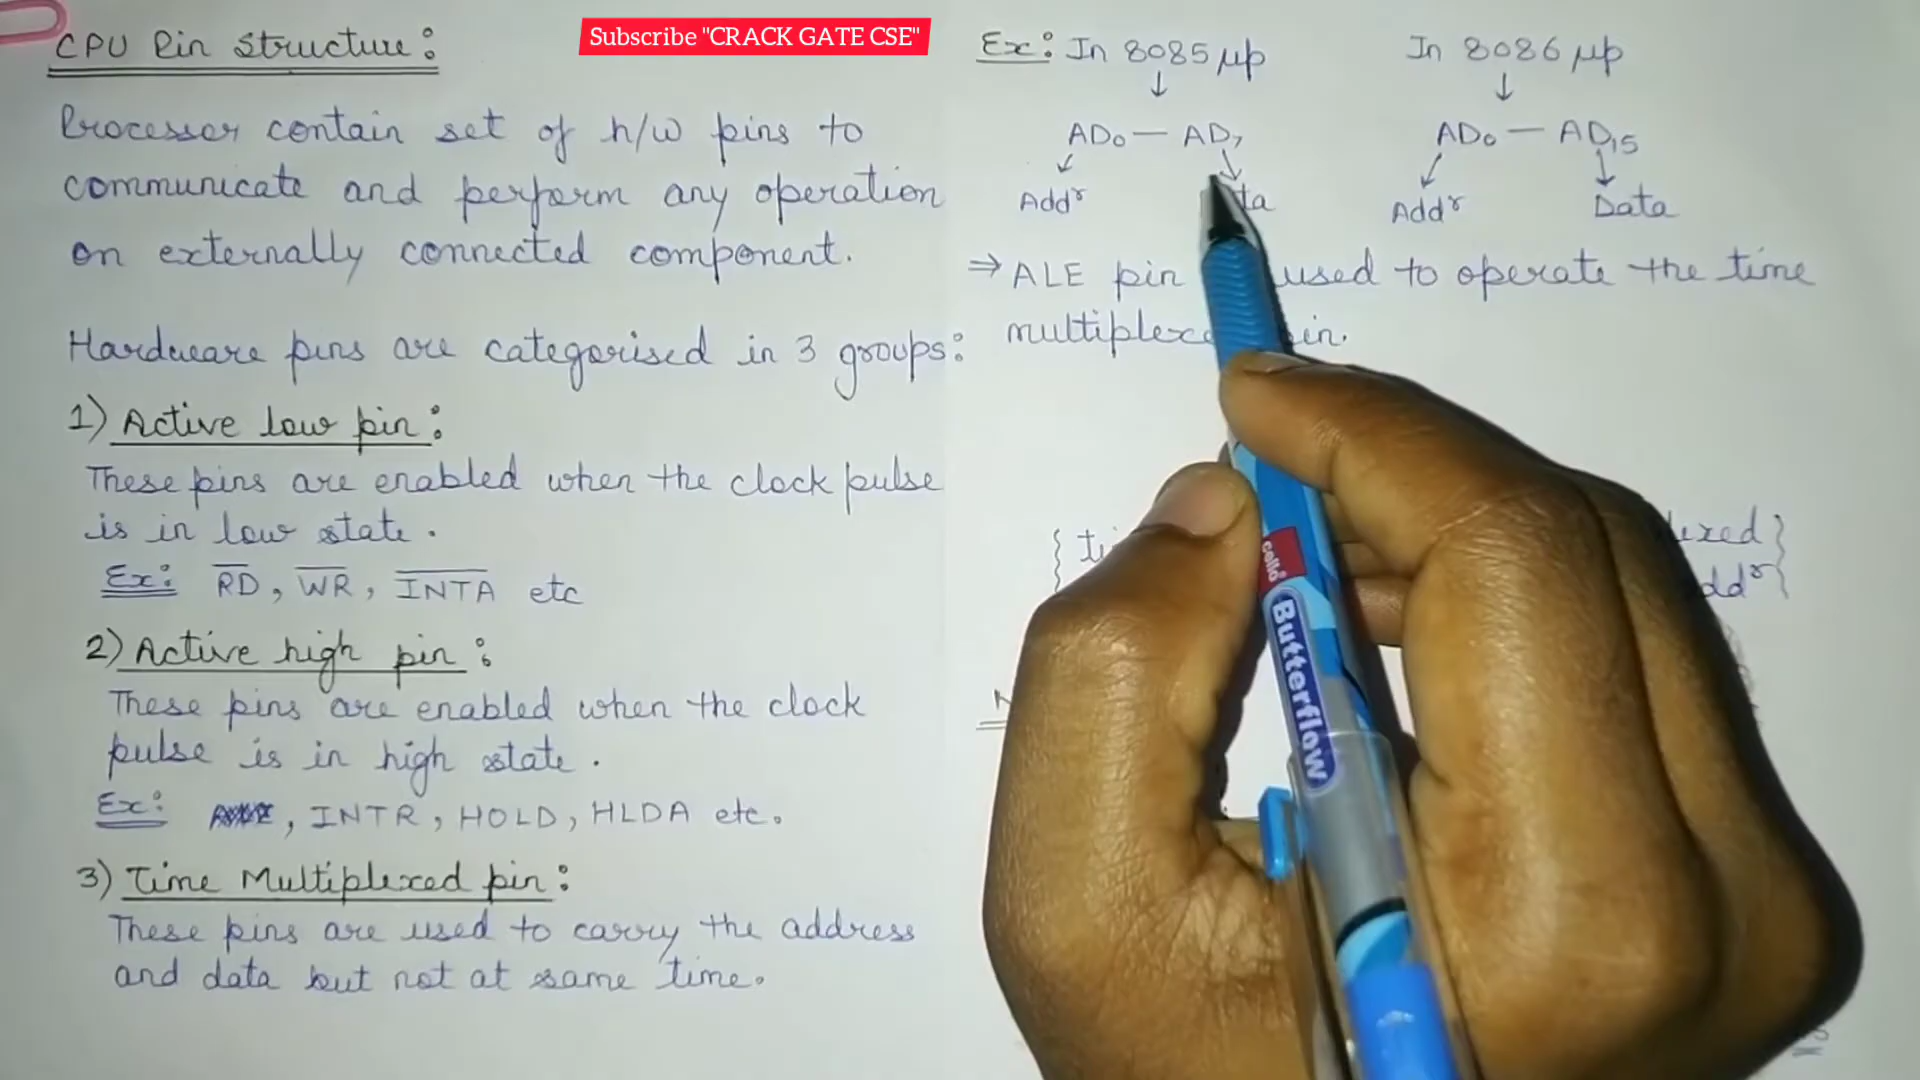 CPU Pin Structure:
Processor contain set of h/w pins to
communicate and perform any operation
on externally connected component.
Hardware pins are categorised in 3 groups:
1) Active low pin:
These pins are enabled when the clock pulse
is in low state.
Ex: R̅D̅, W̅R̅, I̅N̅T̅A̅ etc
2) Active high pin:
These pins are enabled when the clock
pulse is in high state.
Ex: , INTR, HOLD, HLDA etc.
3) Time Multiplexed pin:
These pins are used to carry the address
and data but not at same time.
Subscribe "CRACK GATE CSE"
Ex: In 8085 μp
AD₀ — AD₇
Addʳ
In 8086 μp
AD₀ — AD₁₅
Addʳ Data
⇒ ALE pin used to operate the time
cello
Butterflow